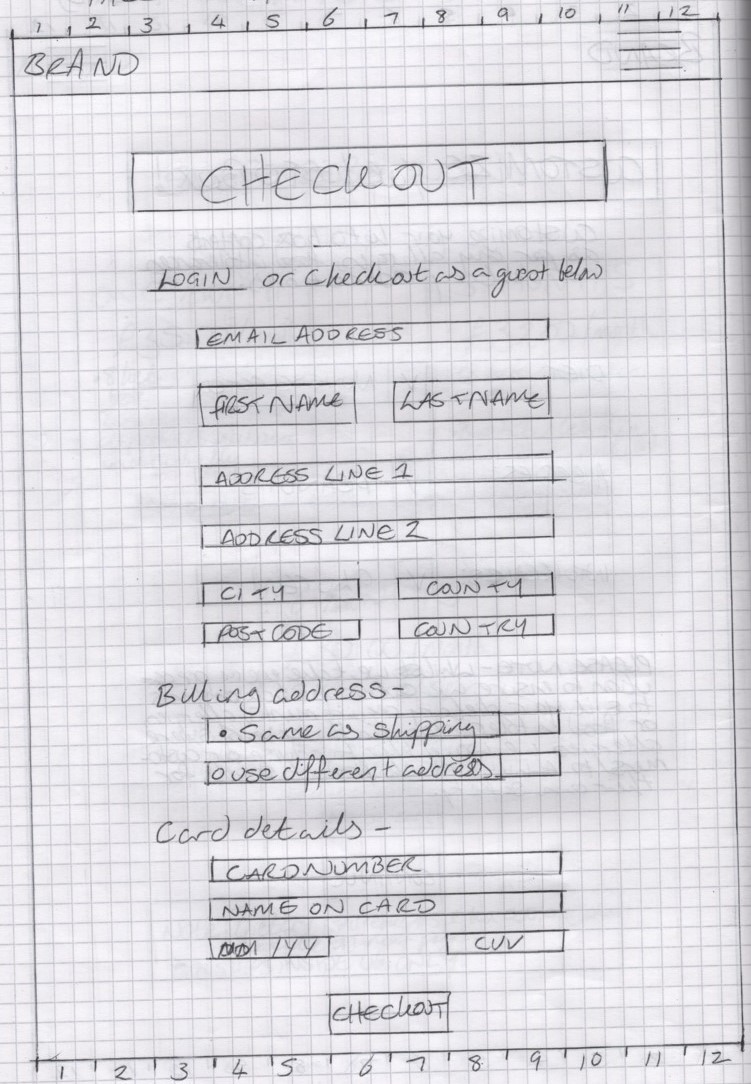 1 2 3 4 5 6 7 8 9 10 11 12
BRAND
CHECKOUT
LOGIN or checkout as a guest below
EMAIL ADDRESS
FIRST NAME LAST NAME
ADDRESS LINE 1
ADDRESS LINE 2
CITY COUNTY
POSTCODE COUNTRY
Billing address-
• Same as shipping
o use different address
Card details -
CARD NUMBER
NAME ON CARD
MM/YY CVV
CHECKOUT
1 2 3 4 5 6 7 8 9 10 11 12